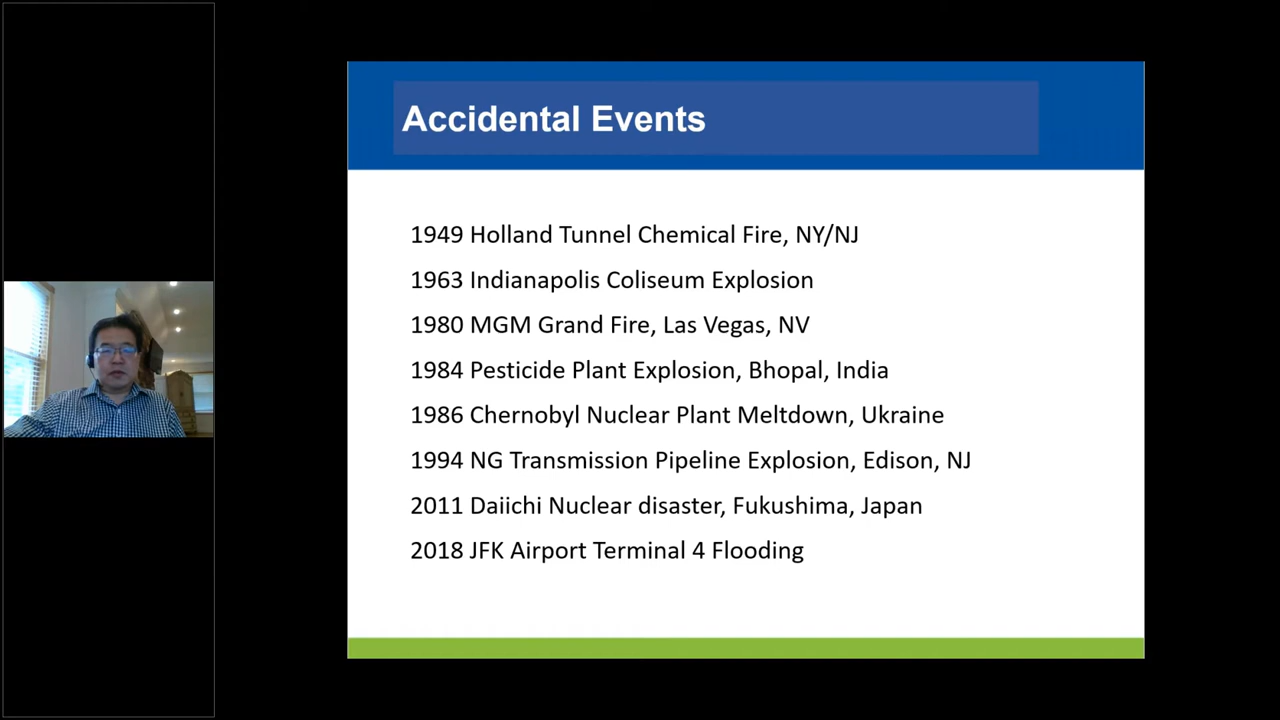 Accidental Events
1949 Holland Tunnel Chemical Fire, NY/NJ
1963 Indianapolis Coliseum Explosion
1980 MGM Grand Fire, Las Vegas, NV
1984 Pesticide Plant Explosion, Bhopal, India
1986 Chernobyl Nuclear Plant Meltdown, Ukraine
1994 NG Transmission Pipeline Explosion, Edison, NJ
2011 Daiichi Nuclear disaster, Fukushima, Japan
2018 JFK Airport Terminal 4 Flooding